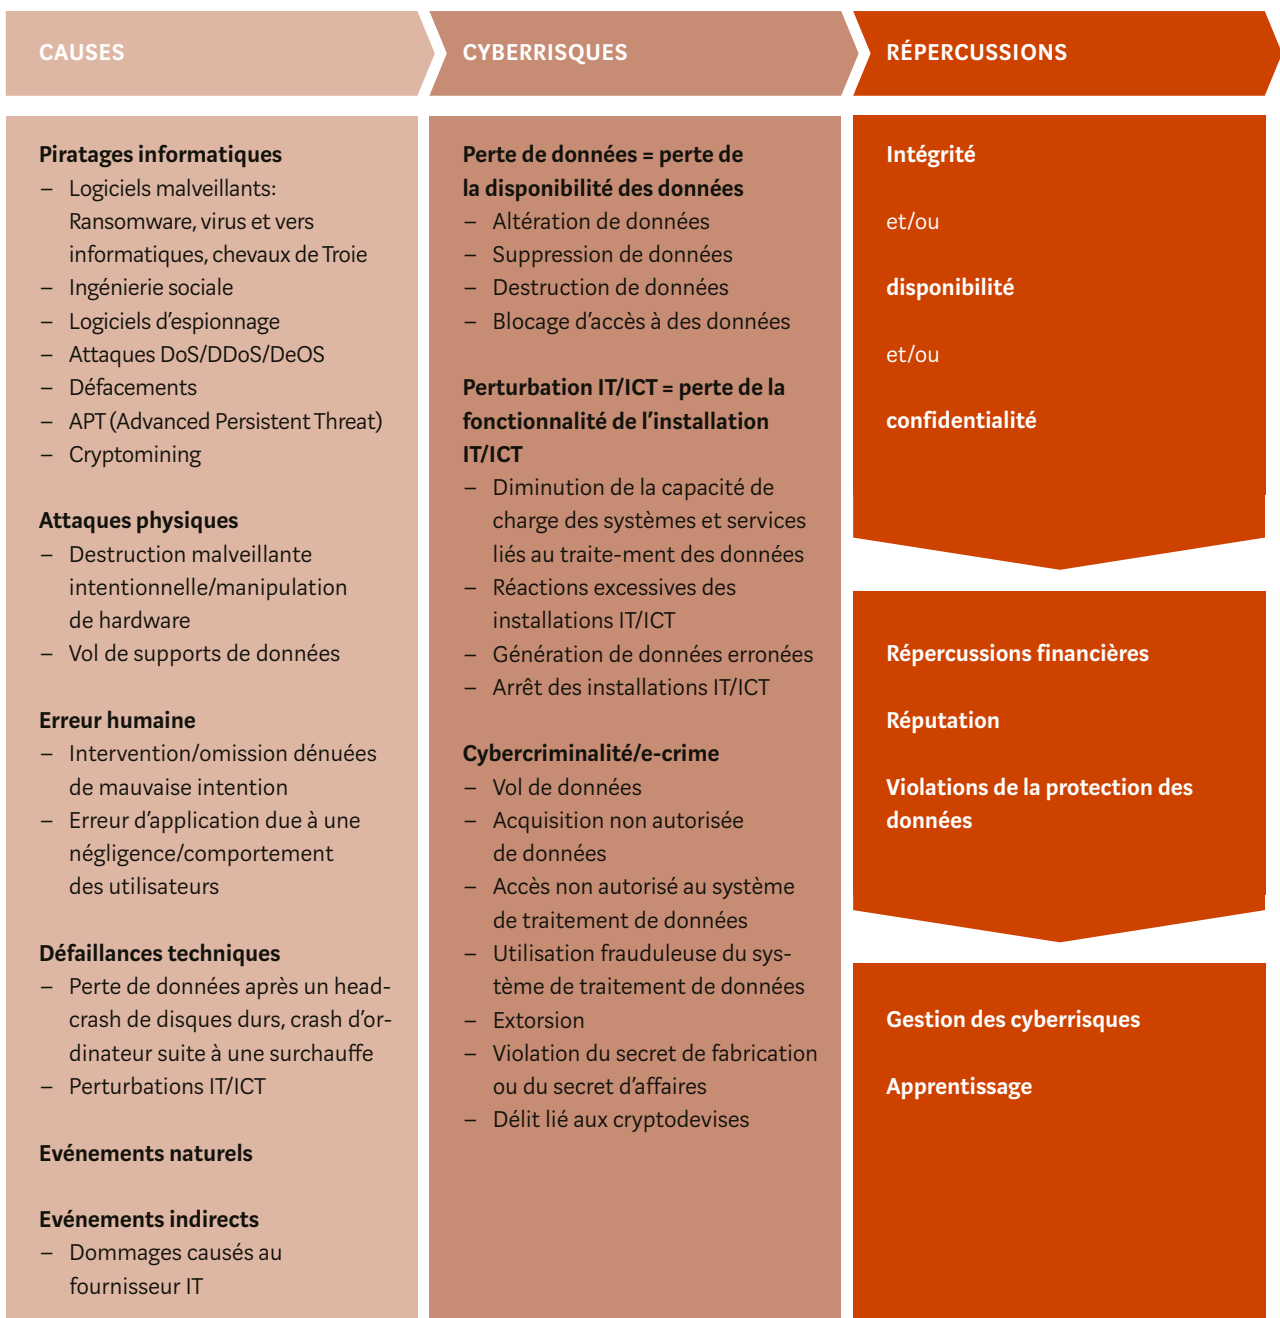 CAUSES
Piratages informatiques
– Logiciels malveillants:
Ransomware, virus et vers
informatiques, chevaux de Troie
– Ingénierie sociale
– Logiciels d’espionnage
– Attaques DoS/DDoS/DeOS
– Défacements
– APT (Advanced Persistent Threat)
– Cryptomining
Attaques physiques
– Destruction malveillante
intentionnelle/manipulation
de hardware
– Vol de supports de données
Erreur humaine
– Intervention/omission dénuées
de mauvaise intention
– Erreur d’application due à une
négligence/comportement
des utilisateurs
Défaillances techniques
– Perte de données après un head-
crash de disques durs, crash d’or-
dinateur suite à une surchauffe
– Perturbations IT/ICT
Evénements naturels
Evénements indirects
– Dommages causés au
fournisseur IT
CYBERRISQUES
Perte de données = perte de
la disponibilité des données
– Altération de données
– Suppression de données
– Destruction de données
– Blocage d’accès à des données
Perturbation IT/ICT = perte de la
fonctionnalité de l’installation
IT/ICT
– Diminution de la capacité de
charge des systèmes et services
liés au traite-ment des données
– Réactions excessives des
installations IT/ICT
– Génération de données erronées
– Arrêt des installations IT/ICT
Cybercriminalité/e-crime
– Vol de données
– Acquisition non autorisée
de données
– Accès non autorisé au système
de traitement de données
– Utilisation frauduleuse du sys-
tème de traitement de données
– Extorsion
– Violation du secret de fabrication
ou du secret d’affaires
– Délit lié aux cryptodevises
RÉPERCUSSIONS
Intégrité
et/ou
disponibilité
et/ou
confidentialité
Répercussions financières
Réputation
Violations de la protection des
données
Gestion des cyberrisques
Apprentissage